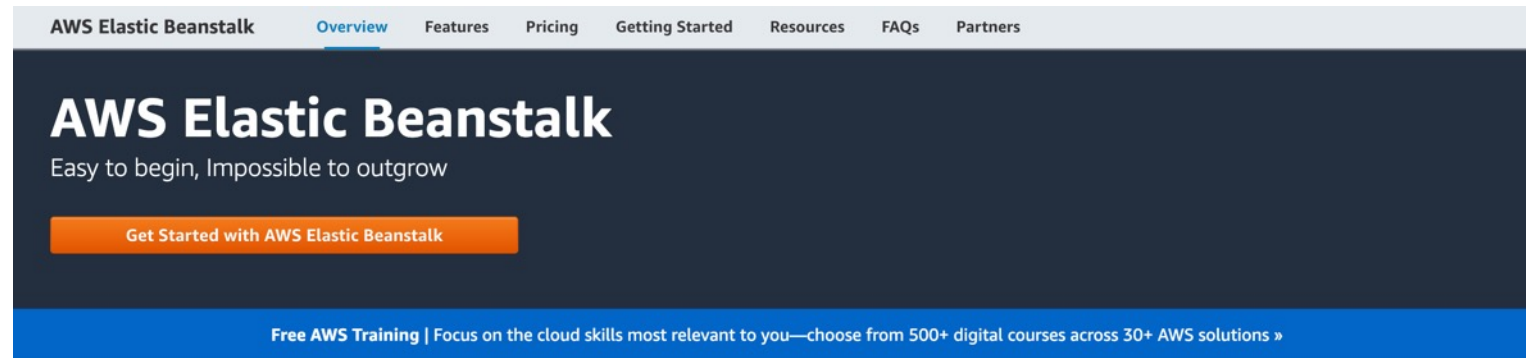 AWS Elastic Beanstalk Overview Features Pricing Getting Started Resources FAQs Partners
AWS Elastic Beanstalk
Easy to begin, Impossible to outgrow
Get Started with AWS Elastic Beanstalk
Free AWS Training | Focus on the cloud skills most relevant to you—choose from 500+ digital courses across 30+ AWS solutions »